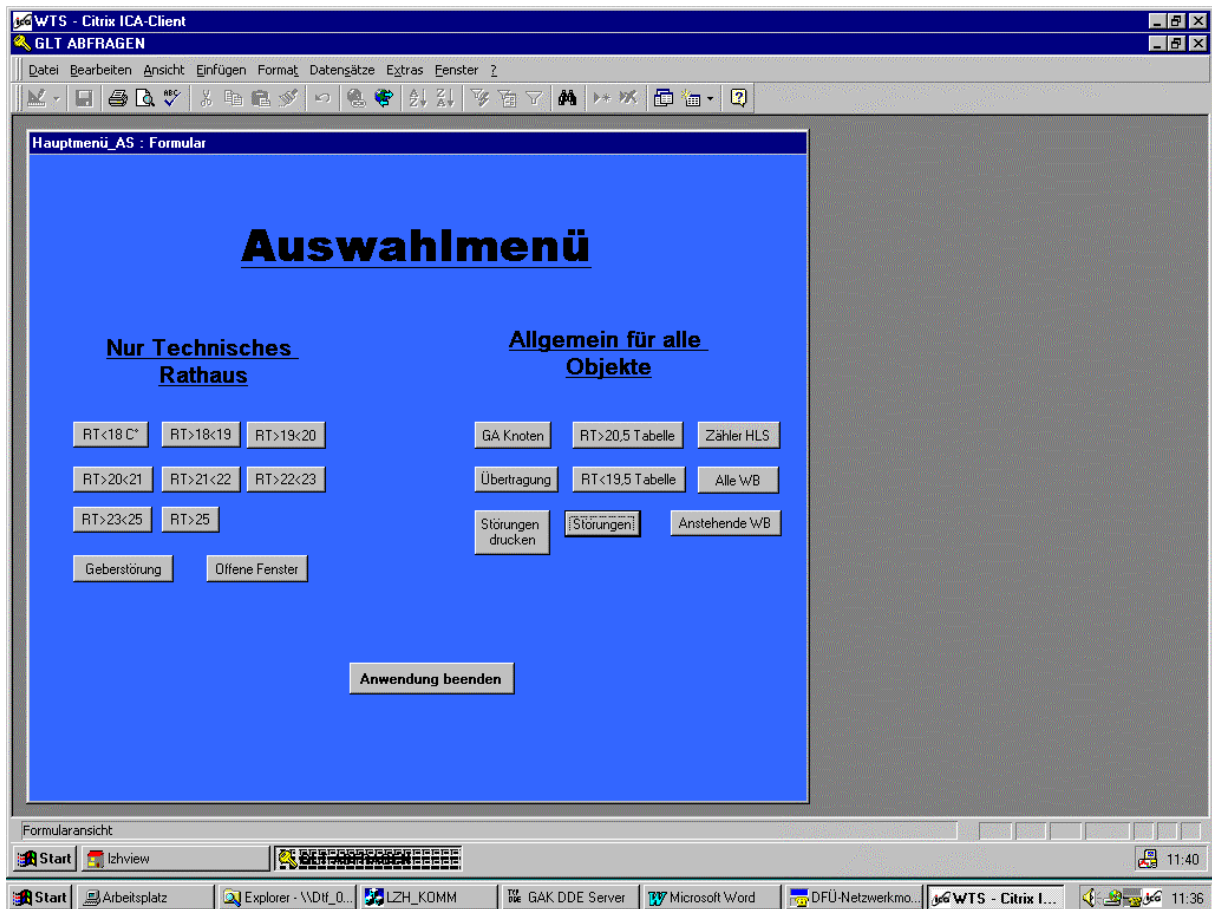 WTS - Citrix ICA-Client
GLT ABFRAGEN
Datei Bearbeiten Ansicht Einfügen Format Datensätze Extras Fenster ?
Hauptmenü_AS : Formular
Auswahlmenü
Nur Technisches
Rathaus
Allgemein für alle
Objekte
RT<18 C° RT>18<19 RT>19<20
GA Knoten RT>20,5 Tabelle Zähler HLS
RT>20<21 RT>21<22 RT>22<23
Übertragung RT<19,5 Tabelle Alle WB
RT>23<25 RT>25
Störungen
drucken
Störungen Anstehende WB
Geberstörung Offene Fenster
Anwendung beenden
Formularansicht
Start lzhview GLT ABFRAGEN 11:40
Start Arbeitsplatz Explorer - \\Dtf_0... LZH_KOMM GAK DDE Server Microsoft Word DFÜ-Netzwerkmo... WTS - Citrix I... 11:36